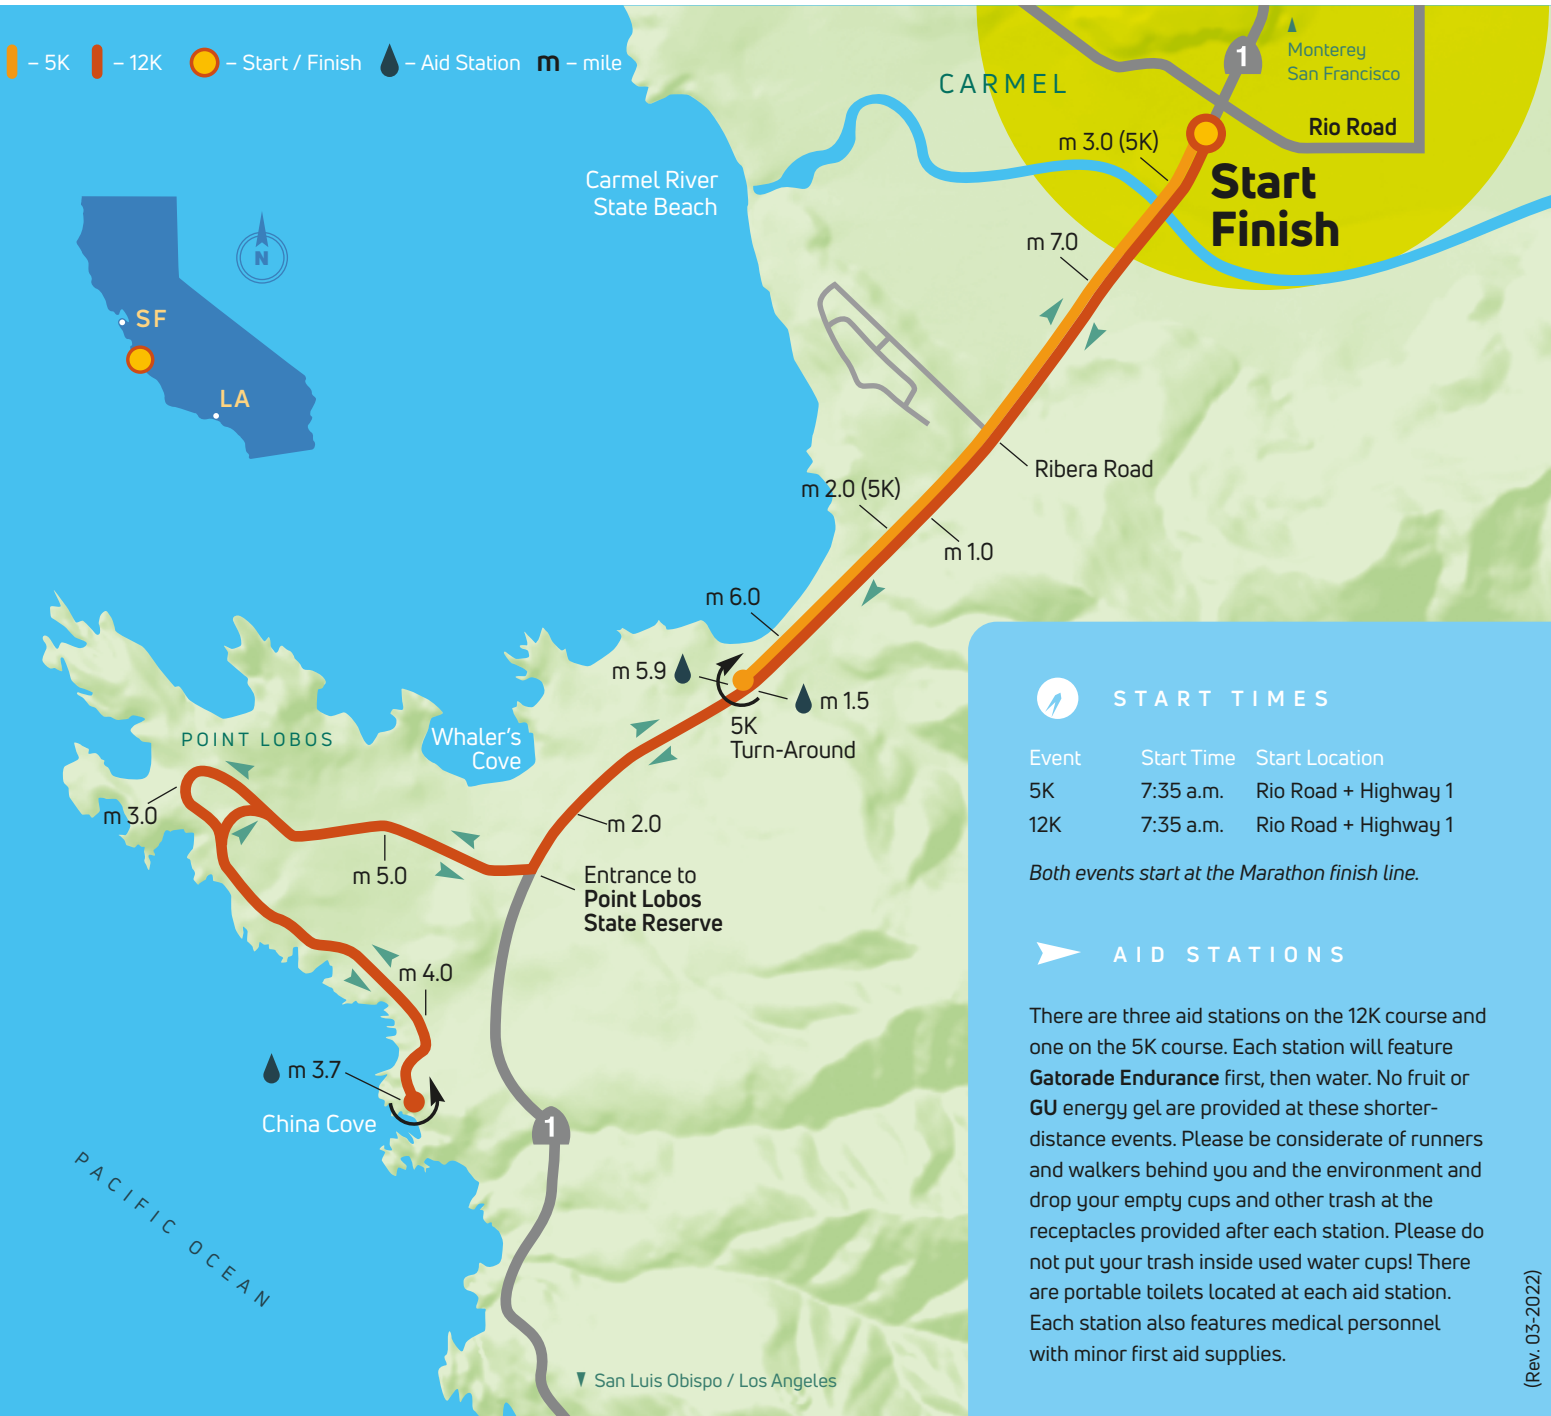 – 5K
– 12K
– Start / Finish
– Aid Station
m – mile
CARMEL
1
Monterey
San Francisco
Rio Road
m 3.0 (5K)
Start
Finish
Carmel River
State Beach
N
SF
LA
m 7.0
Ribera Road
m 2.0 (5K)
m 1.0
m 6.0
m 5.9
m 1.5
5K
Turn-Around
Whaler's
Cove
POINT LOBOS
m 3.0
m 2.0
m 5.0
Entrance to
Point Lobos
State Reserve
m 4.0
m 3.7
China Cove
1
PACIFIC OCEAN
San Luis Obispo / Los Angeles
START TIMES
Event Start Time Start Location
5K 7:35 a.m. Rio Road + Highway 1
12K 7:35 a.m. Rio Road + Highway 1
Both events start at the Marathon finish line.
AID STATIONS
There are three aid stations on the 12K course and
one on the 5K course. Each station will feature
Gatorade Endurance first, then water. No fruit or
GU energy gel are provided at these shorter-
distance events. Please be considerate of runners
and walkers behind you and the environment and
drop your empty cups and other trash at the
receptacles provided after each station. Please do
not put your trash inside used water cups! There
are portable toilets located at each aid station.
Each station also features medical personnel
with minor first aid supplies.
(Rev. 03-2022)